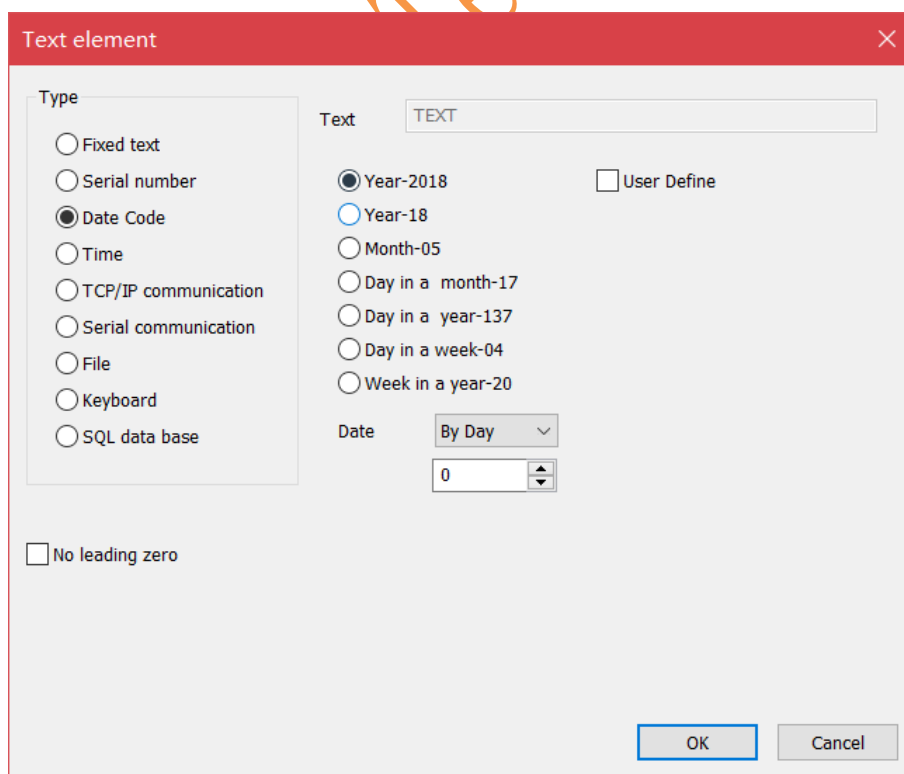 Text element
Type
Fixed text
Serial number
Date Code
Time
TCP/IP communication
Serial communication
File
Keyboard
SQL data base
No leading zero
Text TEXT
Year-2018 User Define
Year-18
Month-05
Day in a month-17
Day in a year-137
Day in a week-04
Week in a year-20
Date By Day
0
OK Cancel